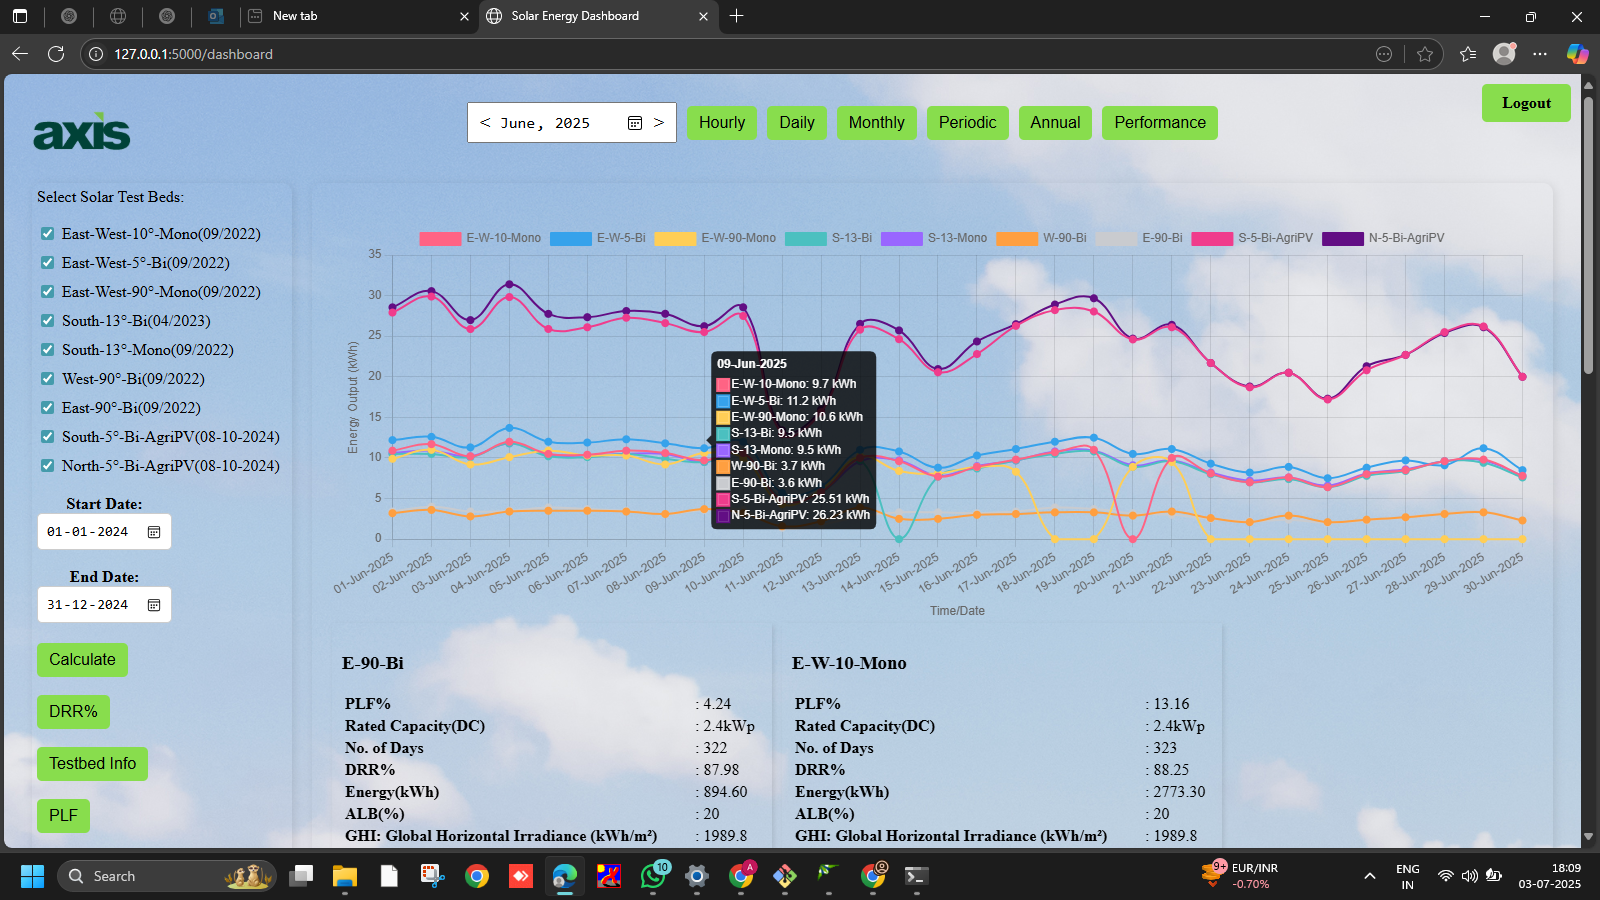 New tab
Solar Energy Dashboard
127.0.0.1:5000/dashboard
Logout
axis
June, 2025
Hourly
Daily
Monthly
Periodic
Annual
Performance
Select Solar Test Beds:
East-West-10°-Mono(09/2022)
East-West-5°-Bi(09/2022)
East-West-90°-Mono(09/2022)
South-13°-Bi(04/2023)
South-13°-Mono(09/2022)
West-90°-Bi(09/2022)
East-90°-Bi(09/2022)
South-5°-Bi-AgriPV(08-10-2024)
North-5°-Bi-AgriPV(08-10-2024)
Start Date:
01-01-2024
End Date:
31-12-2024
Calculate
DRR%
Testbed Info
PLF
E-W-10-Mono
E-W-5-Bi
E-W-90-Mono
S-13-Bi
S-13-Mono
W-90-Bi
E-90-Bi
S-5-Bi-AgriPV
N-5-Bi-AgriPV
Energy Output (kWh)
35
30
25
20
15
10
5
0
09-Jun-2025
E-W-10-Mono: 9.7 kWh
E-W-5-Bi: 11.2 kWh
E-W-90-Mono: 10.6 kWh
S-13-Bi: 9.5 kWh
S-13-Mono: 9.5 kWh
W-90-Bi: 3.7 kWh
E-90-Bi: 3.6 kWh
S-5-Bi-AgriPV: 25.51 kWh
N-5-Bi-AgriPV: 26.23 kWh
01-Jun-2025
02-Jun-2025
03-Jun-2025
04-Jun-2025
05-Jun-2025
06-Jun-2025
07-Jun-2025
08-Jun-2025
09-Jun-2025
10-Jun-2025
11-Jun-2025
12-Jun-2025
13-Jun-2025
14-Jun-2025
15-Jun-2025
16-Jun-2025
17-Jun-2025
18-Jun-2025
19-Jun-2025
20-Jun-2025
21-Jun-2025
22-Jun-2025
23-Jun-2025
24-Jun-2025
25-Jun-2025
26-Jun-2025
27-Jun-2025
28-Jun-2025
29-Jun-2025
30-Jun-2025
Time/Date
E-90-Bi
PLF% : 4.24
Rated Capacity(DC) : 2.4kWp
No. of Days : 322
DRR% : 87.98
Energy(kWh) : 894.60
ALB(%) : 20
GHI: Global Horizontal Irradiance (kWh/m²) : 1989.8
E-W-10-Mono
PLF% : 13.16
Rated Capacity(DC) : 2.4kWp
No. of Days : 323
DRR% : 88.25
Energy(kWh) : 2773.30
ALB(%) : 20
GHI: Global Horizontal Irradiance (kWh/m²) : 1989.8
Search
10
A
9+
EUR/INR
-0.70%
ENG
IN
18:09
03-07-2025